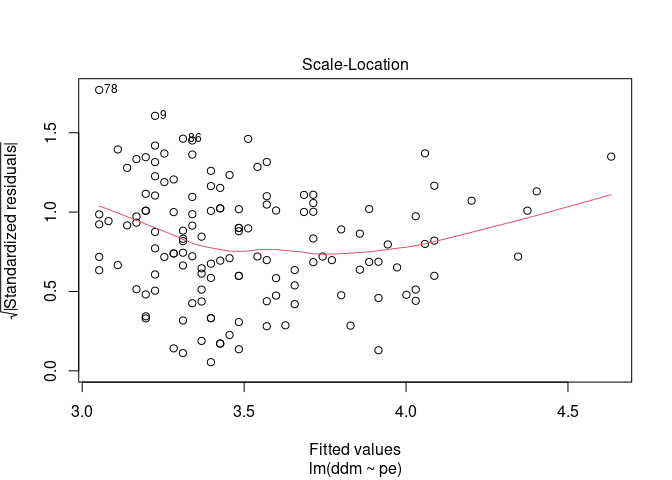 Scale-Location
√|Standardized residuals|
1.5
1.0
0.5
0.0
78
9
86
3.0 3.5 4.0 4.5
Fitted values
lm(ddm ~ pe)